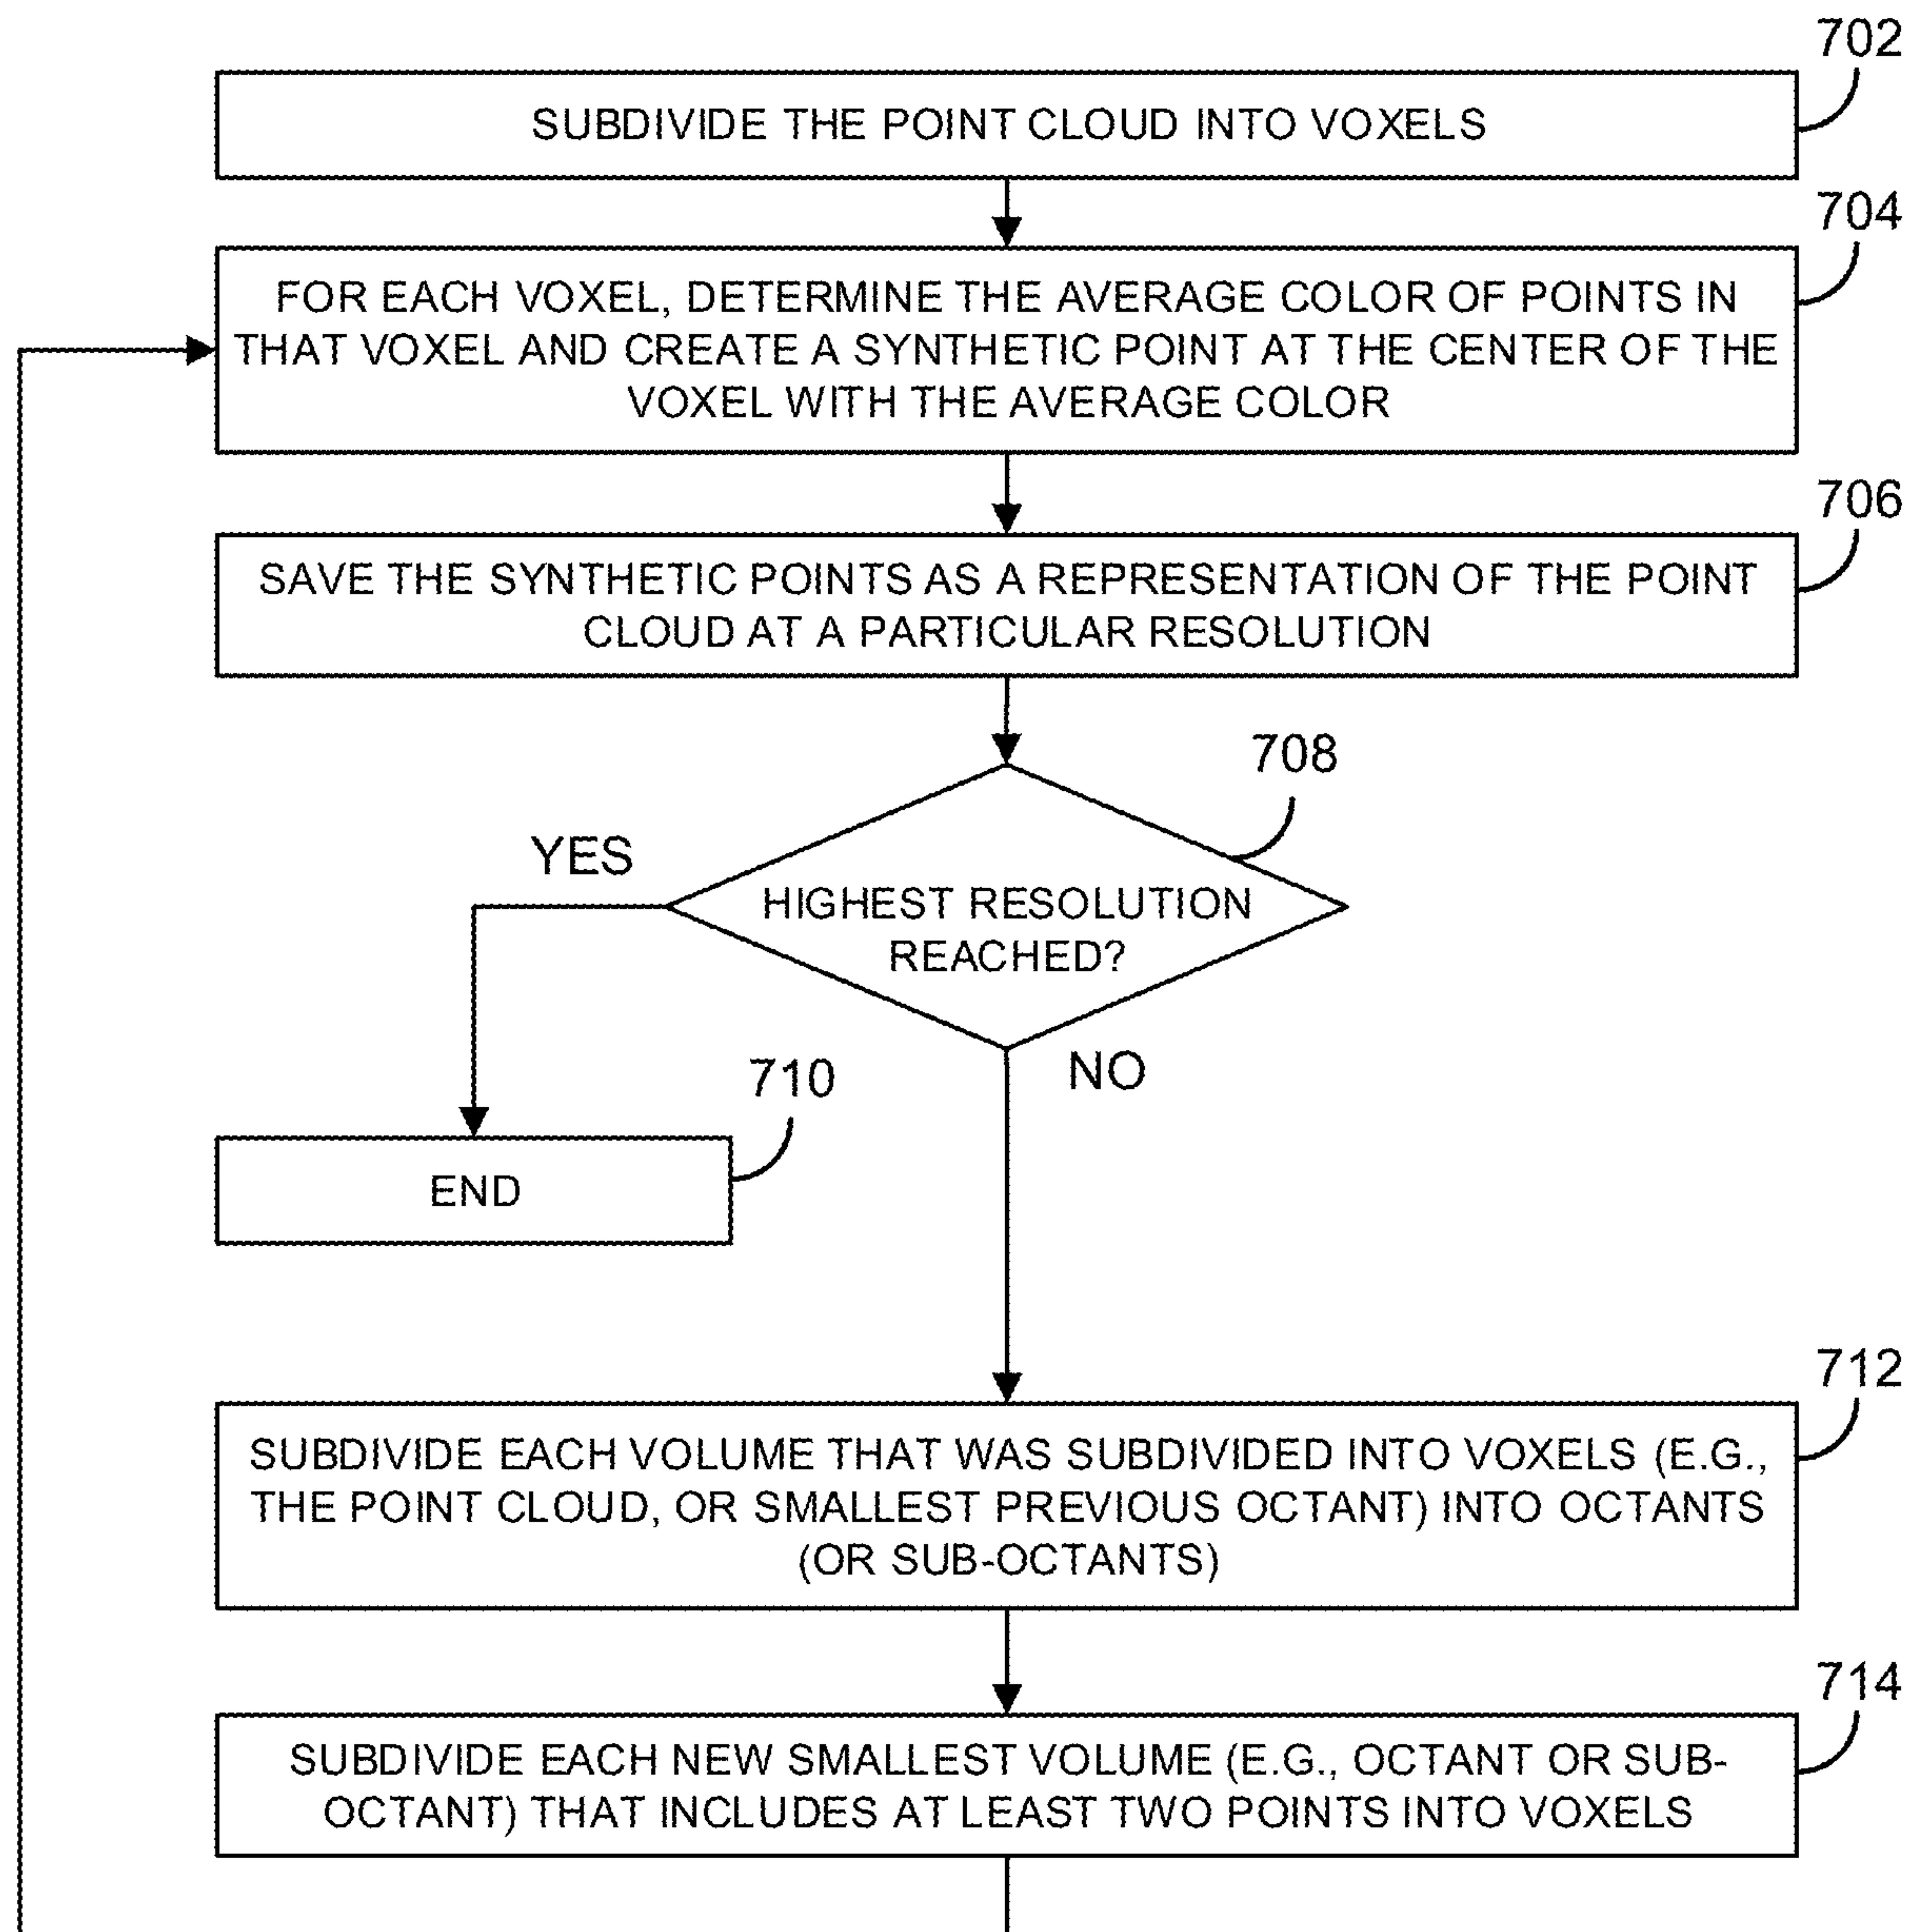 702
SUBDIVIDE THE POINT CLOUD INTO VOXELS
704
FOR EACH VOXEL, DETERMINE THE AVERAGE COLOR OF POINTS IN
THAT VOXEL AND CREATE A SYNTHETIC POINT AT THE CENTER OF THE
VOXEL WITH THE AVERAGE COLOR
706
SAVE THE SYNTHETIC POINTS AS A REPRESENTATION OF THE POINT
CLOUD AT A PARTICULAR RESOLUTION
708
YES
HIGHEST RESOLUTION
REACHED?
NO
710
END
712
SUBDIVIDE EACH VOLUME THAT WAS SUBDIVIDED INTO VOXELS (E.G.,
THE POINT CLOUD, OR SMALLEST PREVIOUS OCTANT) INTO OCTANTS
(OR SUB-OCTANTS)
714
SUBDIVIDE EACH NEW SMALLEST VOLUME (E.G., OCTANT OR SUB-
OCTANT) THAT INCLUDES AT LEAST TWO POINTS INTO VOXELS